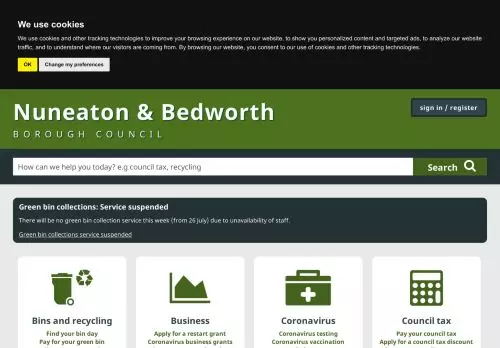 We use cookies
We use cookies and other tracking technologies to improve your browsing experience on our website, to show you personalized content and targeted ads, to analyze our website
traffic, and to understand where our visitors are coming from. By browsing our website, you consent to our use of cookies and other tracking technologies.
OK Change my preferences
Nuneaton & Bedworth
BOROUGH COUNCIL
sign in / register
How can we help you today? e.g council tax, recycling
Search
Green bin collections: Service suspended
There will be no green bin collection service this week (from 26 July) due to unavailability of staff.
Green bin collections service suspended
Bins and recycling
Find your bin day
Pay for your green bin
Business
Apply for a restart grant
Coronavirus business grants
Coronavirus
Coronavirus testing
Coronavirus vaccination
Council tax
Pay your council tax
Apply for a council tax discount